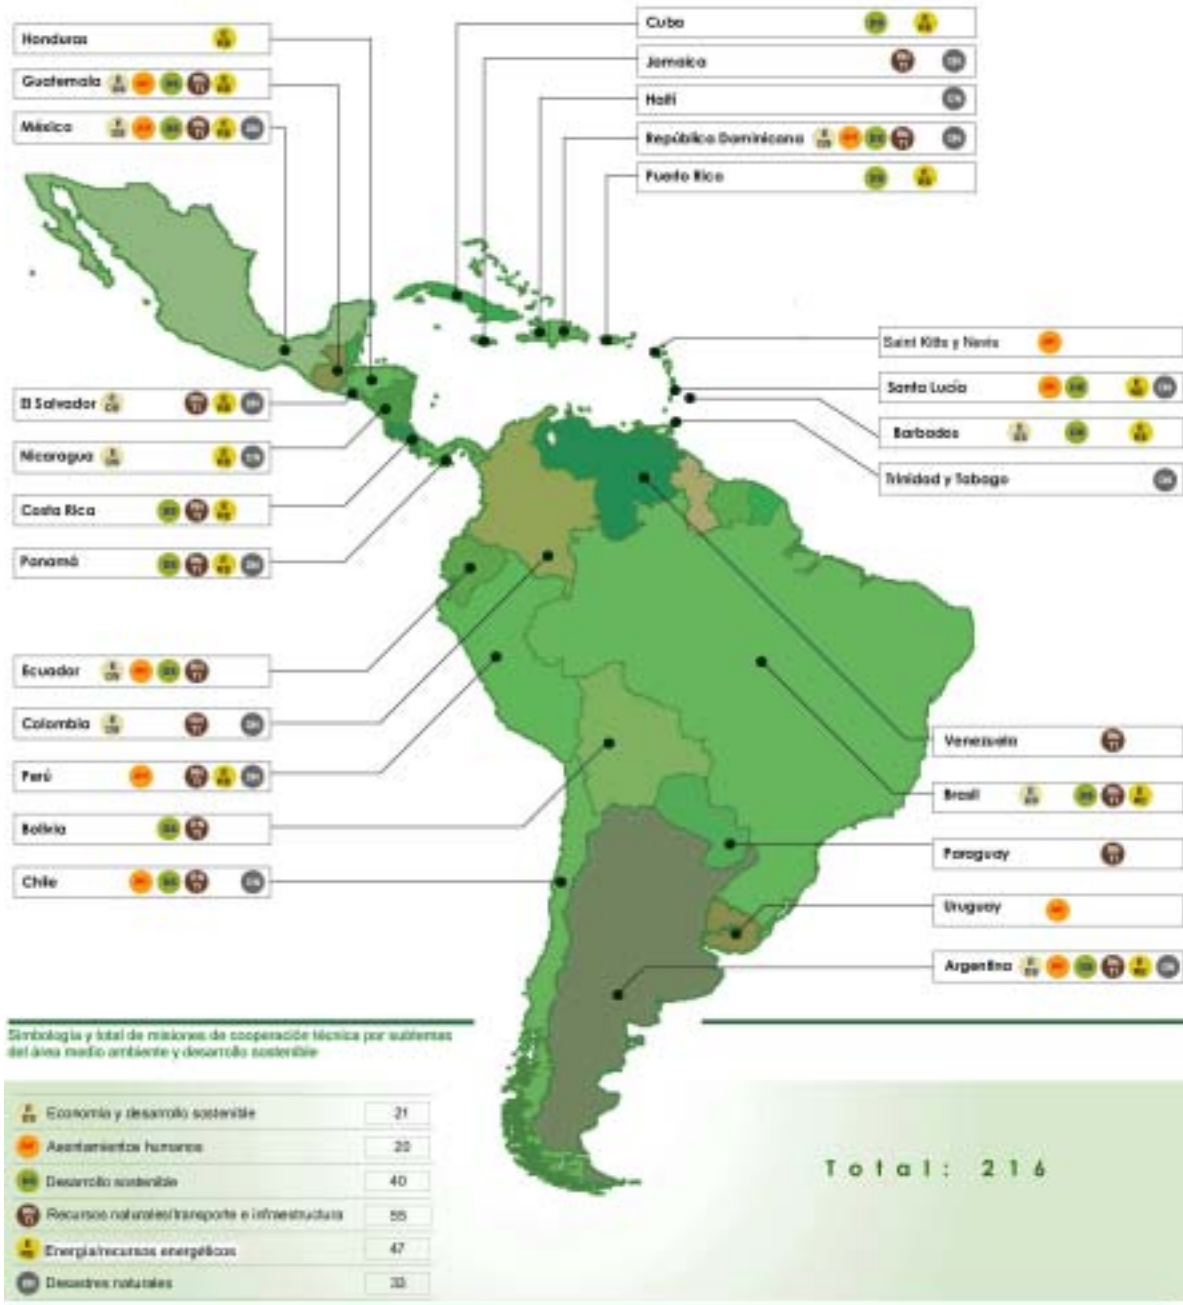 Honduras
Guatemala
México
Cuba
Jamaica
Haití
República Dominicana
Puerto Rico
Saint Kitts y Nevis
Santa Lucía
Barbados
Trinidad y Tobago
El Salvador
Nicaragua
Costa Rica
Panamá
Ecuador
Colombia
Perú
Bolivia
Chile
Venezuela
Brasil
Paraguay
Uruguay
Argentina
Simbología y total de misiones de cooperación técnica por subtemas
del área medio ambiente y desarrollo sostenible
Economía y desarrollo sostenible 21
Asentamientos humanos 20
Desarrollo sostenible 40
Recursos naturales/transporte e infraestructura 55
Energía/recursos energéticos 47
Desastres naturales 33
Total: 216